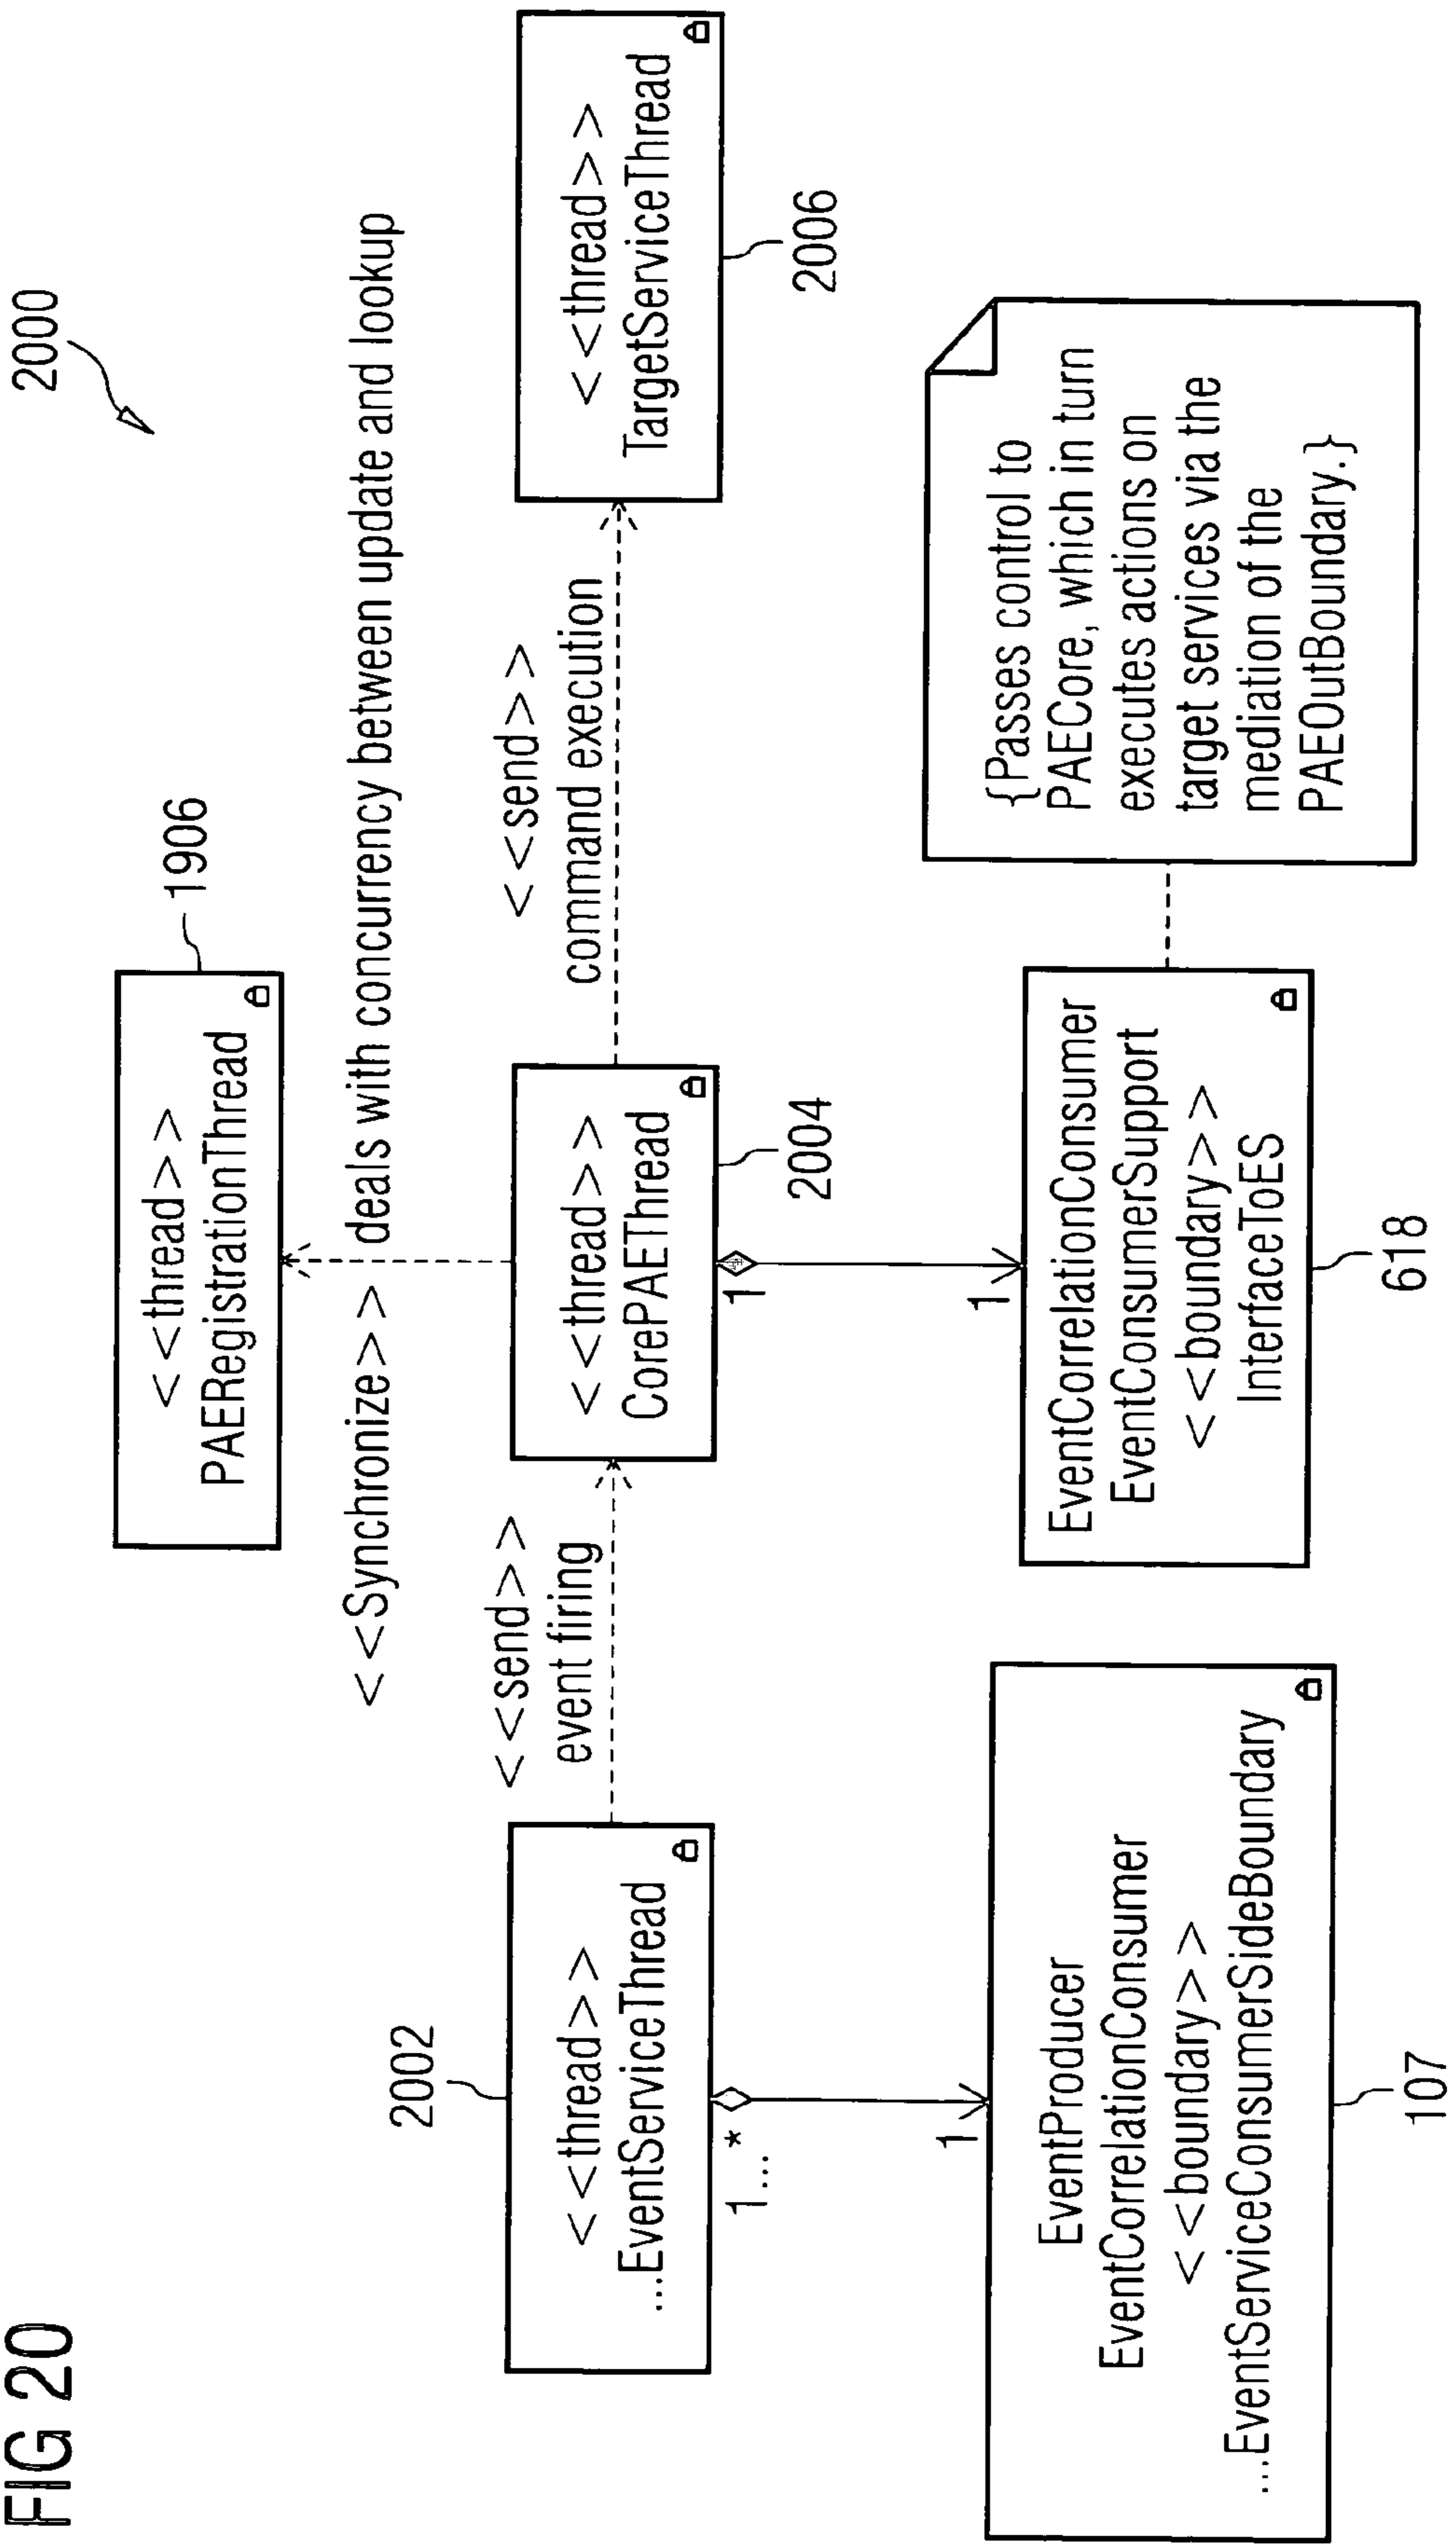 FIG 20
2000
<<thread>>
PAERegistrationThread
1906
<<Synchronize>> deals with concurrency between update and lookup
2002
<<thread>>
...EventServiceThread
<<send>>
event firing
<<thread>>
CorePAEThread
2004
<<send>>
command execution
<<thread>>
TargetServiceThread
2006
1...*
1
1
1
EventProducer
EventCorrelationConsumer
<<boundary>>
...EventServiceConsumerSideBoundary
107
EventCorrelationConsumer
EventConsumerSupport
<<boundary>>
InterfaceToES
618
{Passes control to
PAECore, which in turn
executes actions on
target services via the
mediation of the
PAEOutBoundary.}